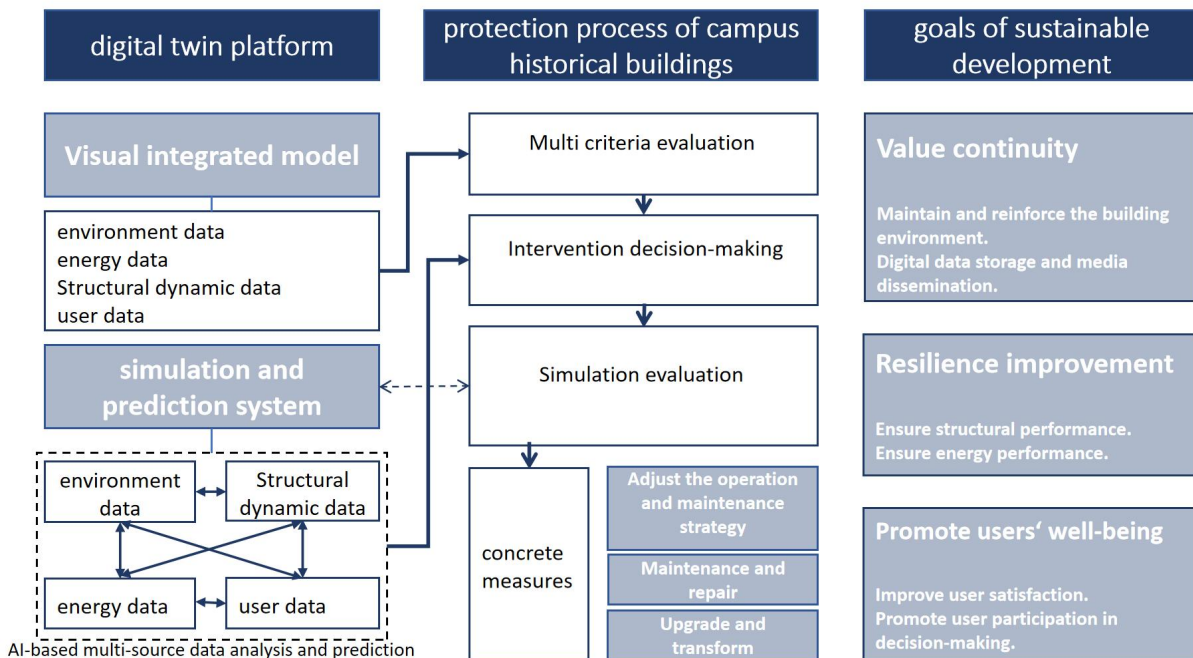 digital twin platform
protection process of campus
historical buildings
goals of sustainable
development
Visual integrated model
environment data
energy data
Structural dynamic data
user data
simulation and
prediction system
environment
data
Structural
dynamic data
energy data
user data
AI-based multi-source data analysis and prediction
Multi criteria evaluation
Intervention decision-making
Simulation evaluation
concrete
measures
Adjust the operation
and maintenance
strategy
Maintenance and
repair
Upgrade and
transform
Value continuity
Maintain and reinforce the building
environment.
Digital data storage and media
dissemination.
Resilience improvement
Ensure structural performance.
Ensure energy performance.
Promote users‘ well-being
Improve user satisfaction.
Promote user participation in
decision-making.